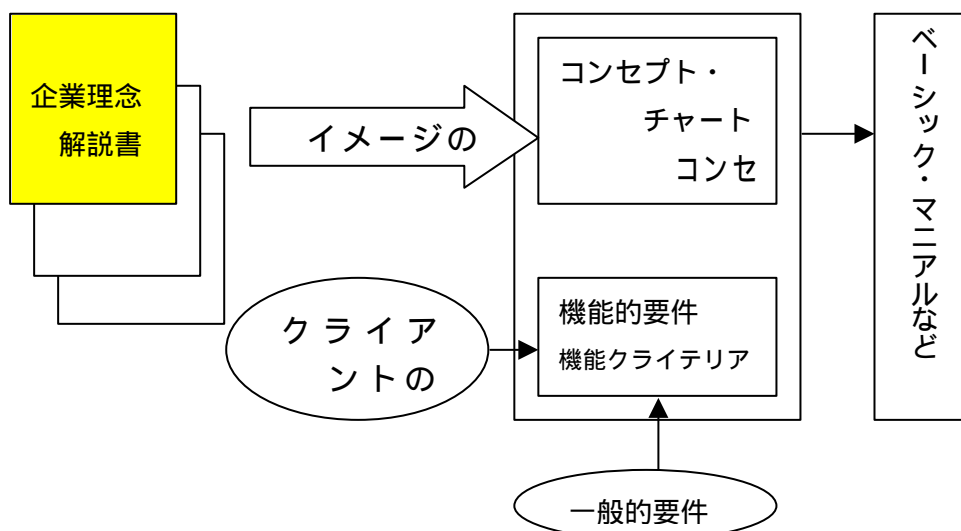 企業理念
解説書
イメージの
コンセプト・
チャート
コンセ
クライア
ントの
機能的要件
機能クライテリア
一般的要件
ベーシック・マニアルなど